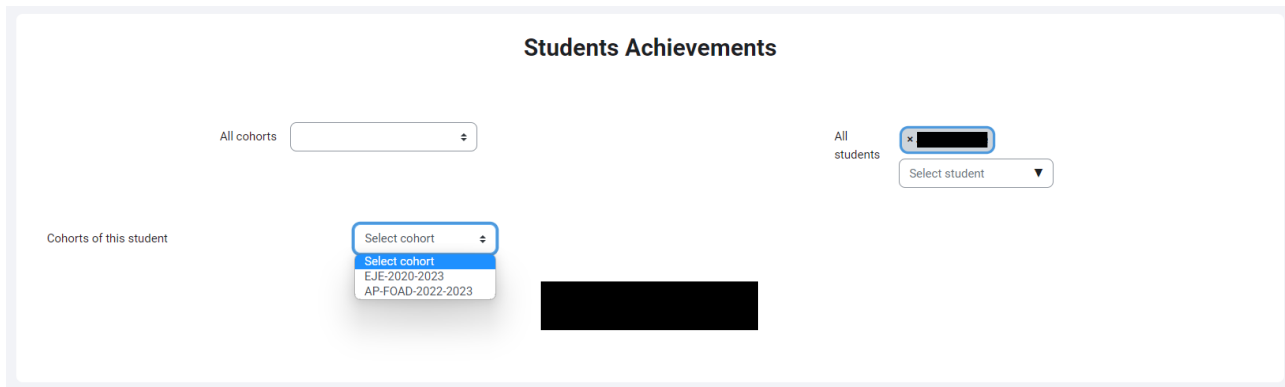 Students Achievements
All cohorts
All
students
×
Select student ▼
Cohorts of this student
Select cohort
Select cohort
EJE-2020-2023
AP-FOAD-2022-2023